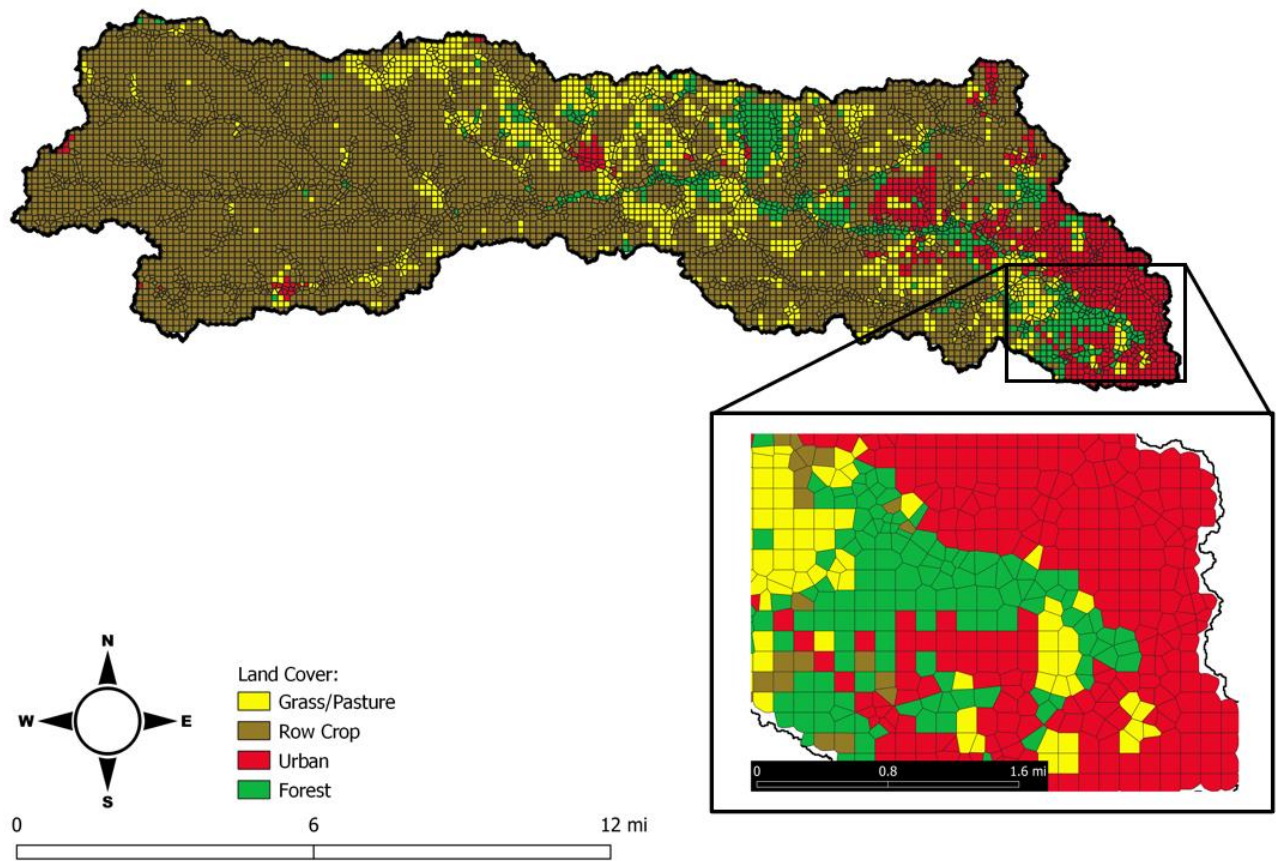 N
W E
S
Land Cover:
Grass/Pasture
Row Crop
Urban
Forest
0 6 12 mi
0 0.8 1.6 mi